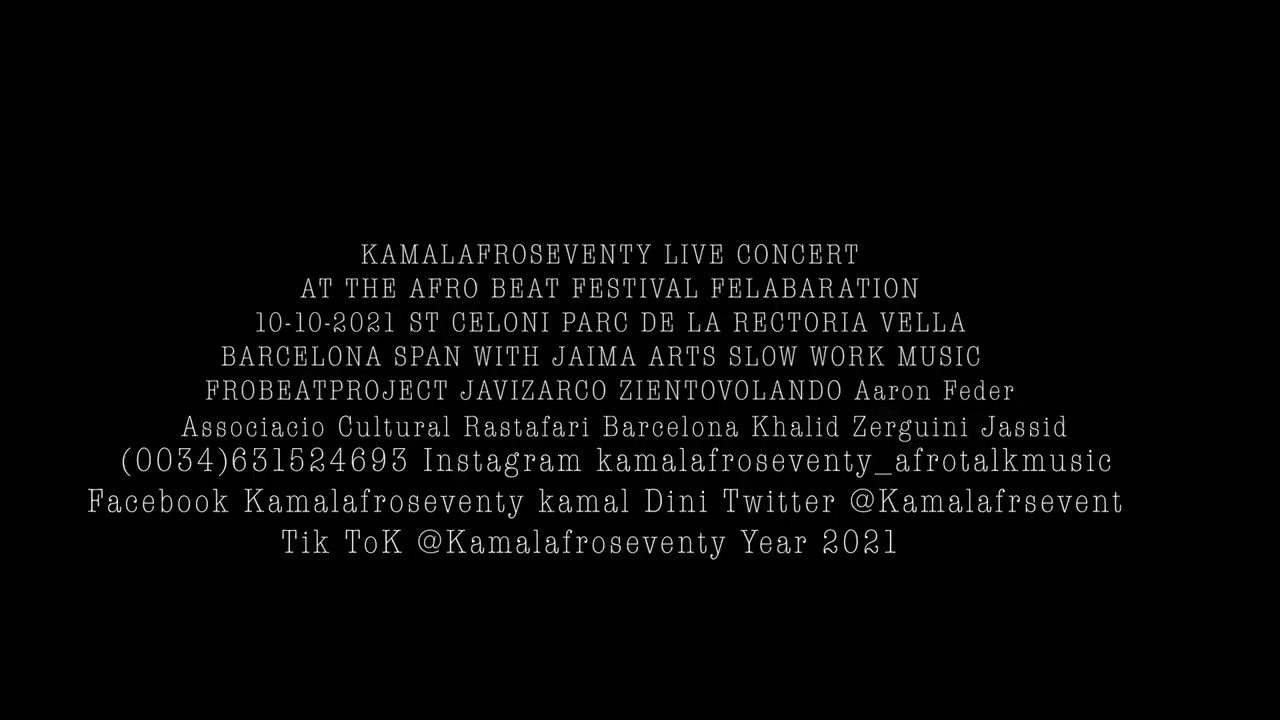 KAMALAFROSEVENTY LIVE CONCERT
AT THE AFRO BEAT FESTIVAL FELABARATION
10-10-2021 ST CELONI PARC DE LA RECTORIA VELLA
BARCELONA SPAN WITH JAIMA ARTS SLOW WORK MUSIC
FROBEATPROJECT JAVIZARCO ZIENTOVOLANDO Aaron Feder
Associacio Cultural Rastafari Barcelona Khalid Zerguini Jassid
(0034)631524693 Instagram kamalafroseventy_afrotalkmusic
Facebook Kamalafroseventy kamal Dini Twitter @Kamalafrsevent
Tik ToK @Kamalafroseventy Year 2021